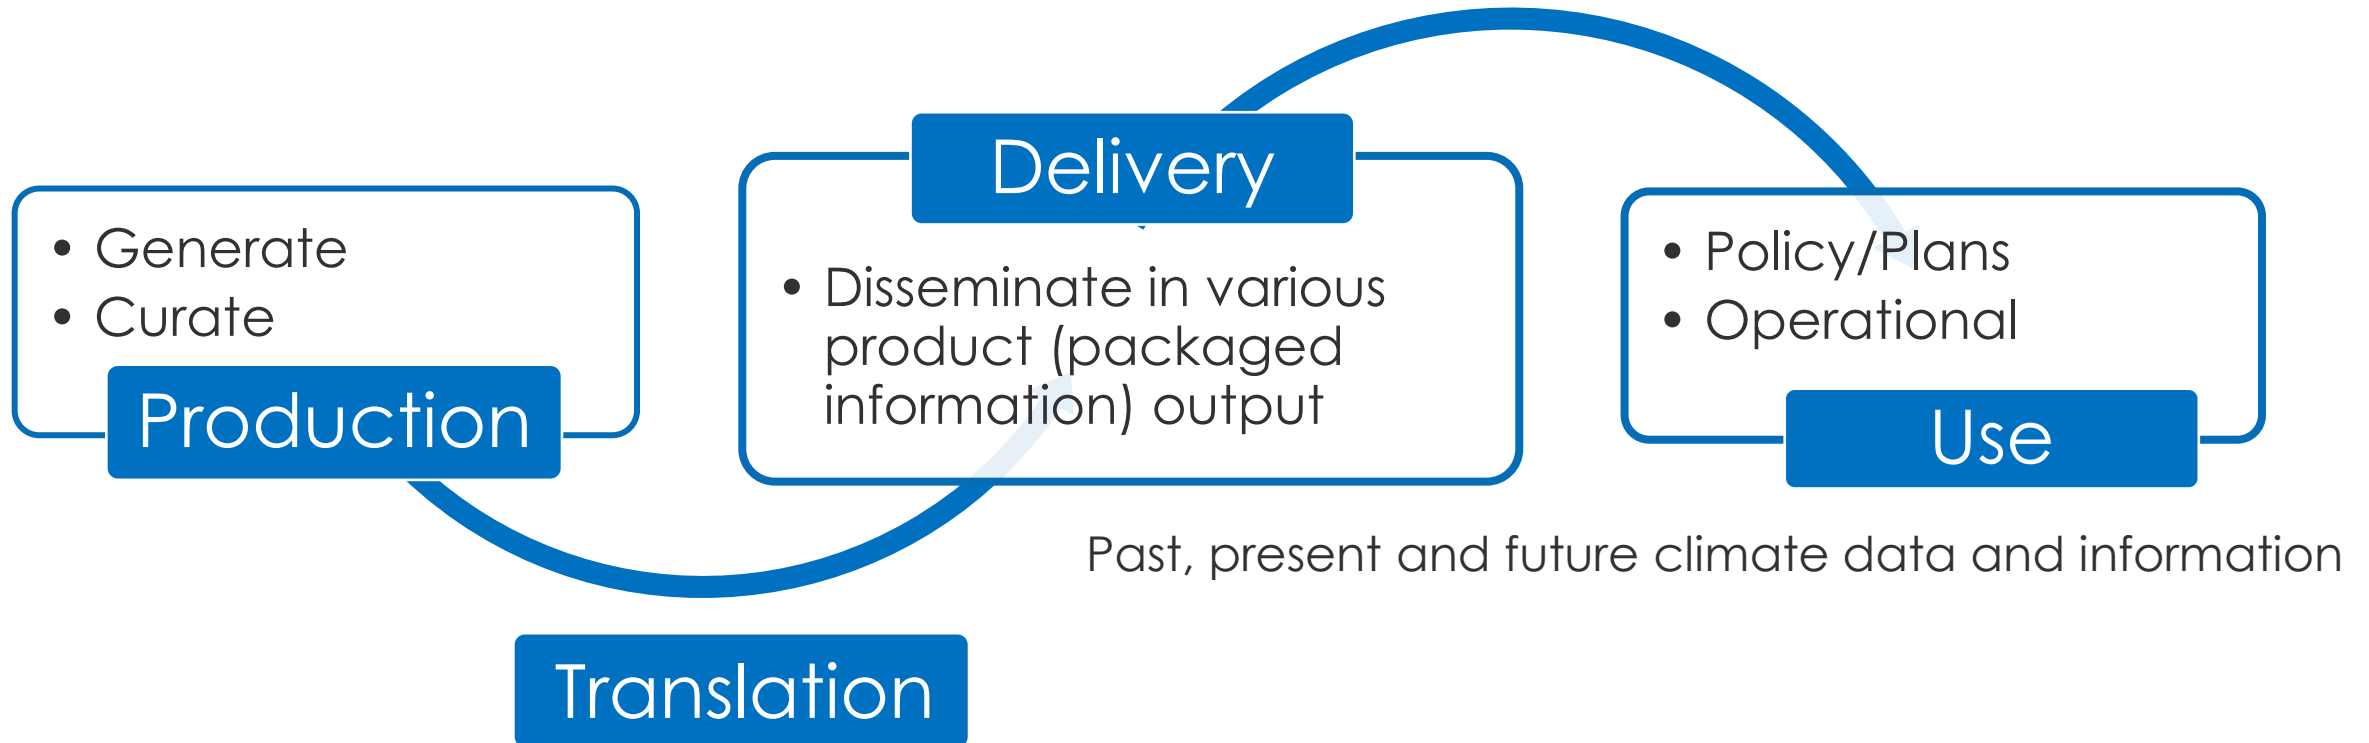 • Generate
• Curate
Production
Delivery
• Disseminate in various
product (packaged
information) output
• Policy/Plans
• Operational
Use
Past, present and future climate data and information
Translation